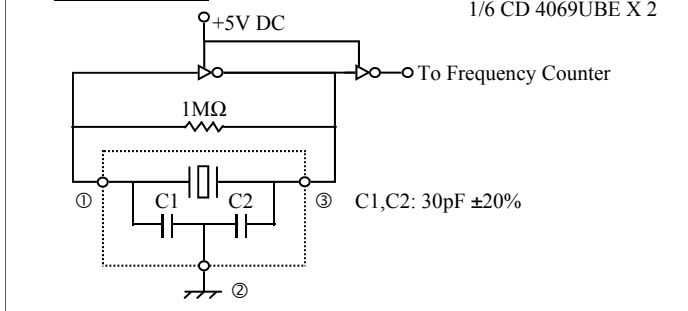 1/6 CD 4069UBE X 2
+5V DC
To Frequency Counter
1MΩ
① C1 C2 ③ C1,C2: 30pF ±20%
②